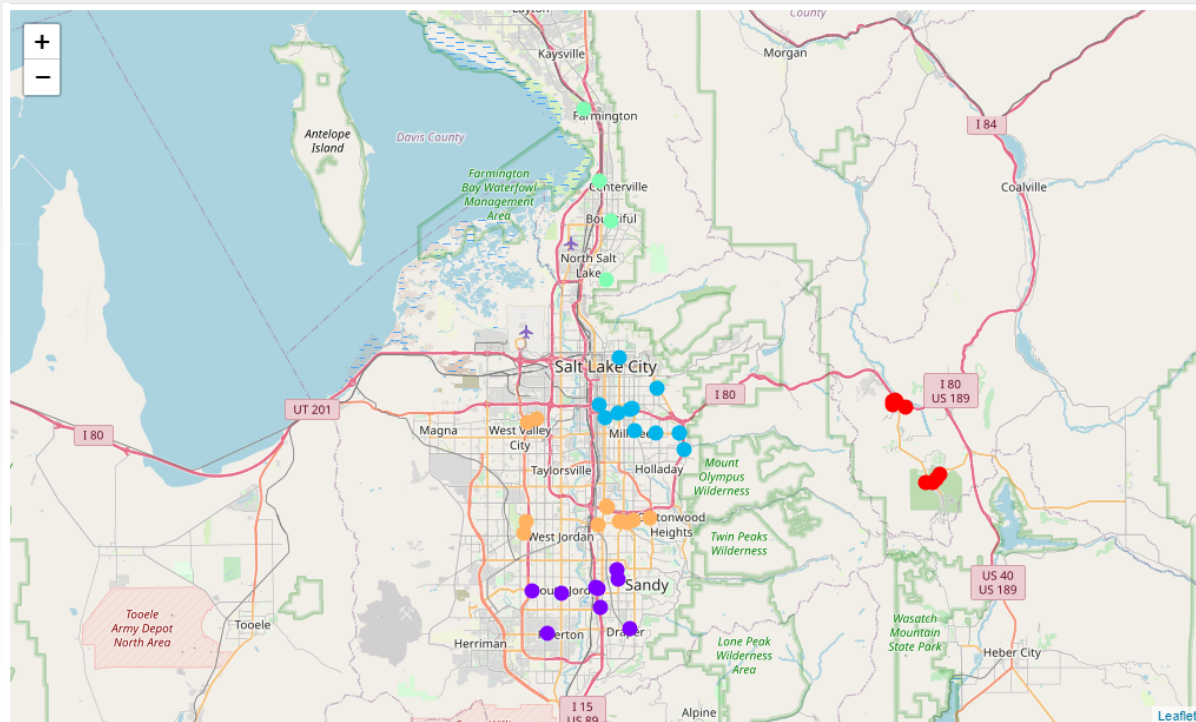 Layton
County
+
Kaysville
Morgan
−
Farmington
I 84
Antelope
Island
Davis County
Farmington
Bay Waterfowl
Management
Area
Centerville
Coalville
Bountiful
North Salt
Lake
Salt Lake City
I 80
US 189
I 80
UT 201
Magna
West Valley
City
I 80
Millcreek
Taylorsville
Holladay
Mount
Olympus
Wilderness
Cottonwood
Heights
West Jordan
Twin Peaks
Wilderness
US 40
US 189
South Jordan
Sandy
Tooele
Army Depot
North Area
Tooele
Wasatch
Mountain
State Park
Herriman
Riverton
Draper
Lone Peak
Wilderness
Area
Heber City
I 15
US 89
Alpine
Leaflet